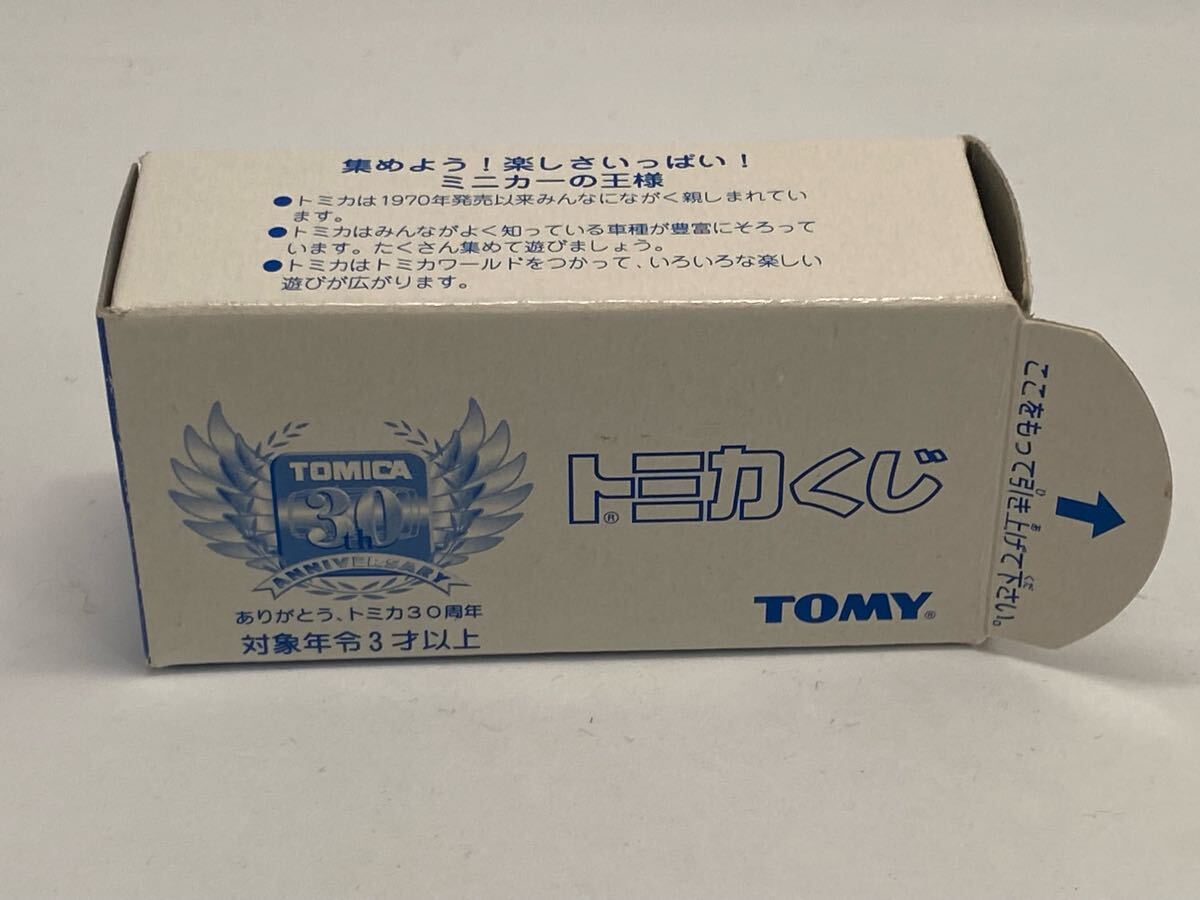 集めよう！楽しさいっぱい！
ミニカーの王様
●トミカは1970年発売以来みんなにながく親しまれてい
ます。
●トミカはみんながよく知っている車種が豊富にそろって
います。たくさん集めて遊びましょう。
●トミカはトミカワールドをつかって、いろいろな楽しい
遊びが広がります。
TOMICA
30th
ANNIVERSARY
ありがとう、トミカ30周年
対象年令3才以上
トミカくじ®
TOMY®
ここをもって引き上げて下さい。